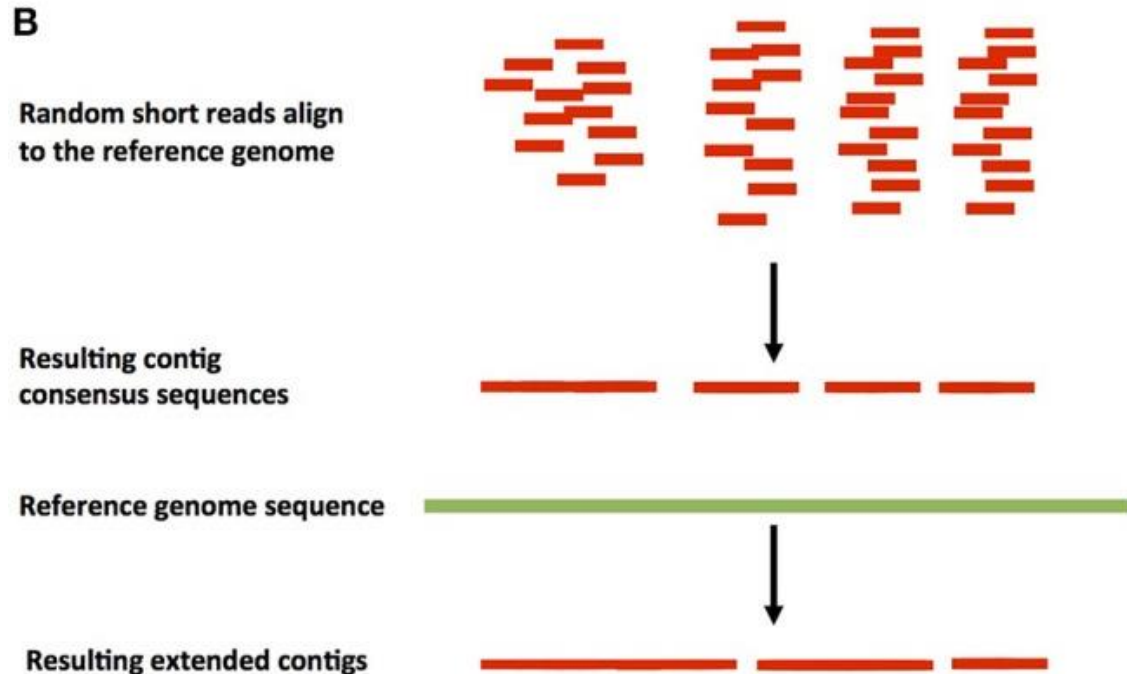 B
Random short reads align
to the reference genome
Resulting contig
consensus sequences
Reference genome sequence
Resulting extended contigs